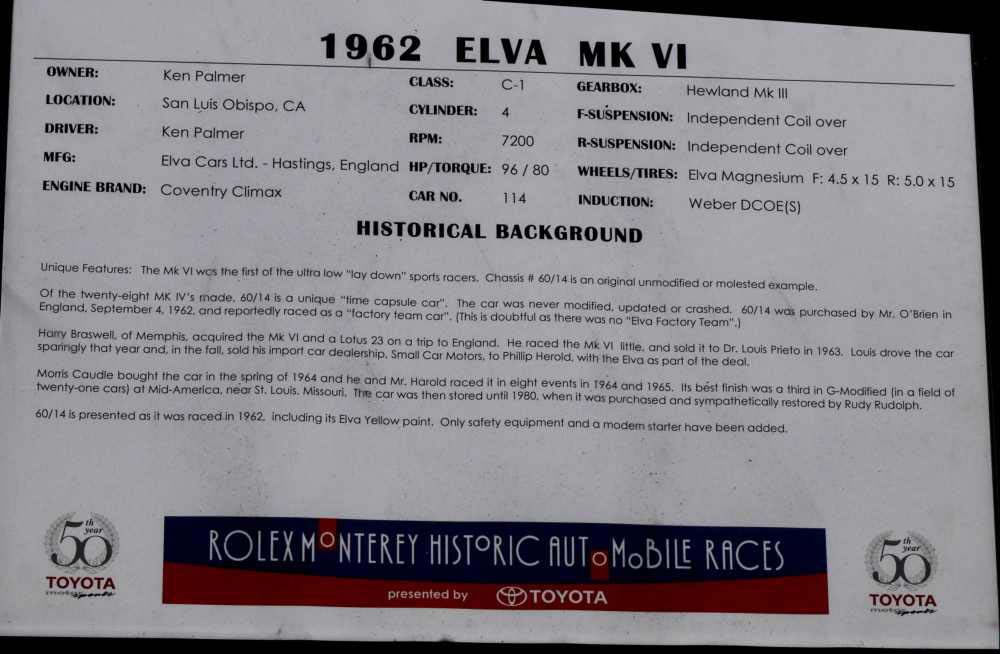 1962 ELVA MK VI
OWNER: Ken Palmer CLASS: C-1 GEARBOX: Hewland Mk III
LOCATION: San Luis Obispo, CA CYLINDER: 4 F-SUSPENSION: Independent Coil over
DRIVER: Ken Palmer RPM: 7200 R-SUSPENSION: Independent Coil over
MFG: Elva Cars Ltd. - Hastings, England HP/TORQUE: 96 / 80 WHEELS/TIRES: Elva Magnesium F: 4.5 x 15 R: 5.0 x 15
ENGINE BRAND: Coventry Climax CAR NO. 114 INDUCTION: Weber DCOE(S)
HISTORICAL BACKGROUND
Unique Features: The Mk VI was the first of the ultra low "lay down" sports racers. Chassis # 60/14 is an original unmodified or molested example.
Of the twenty-eight MK IV's made, 60/14 is a unique "time capsule car". The car was never modified, updated or crashed. 60/14 was purchased by Mr. O'Brien in
England, September 4, 1962, and reportedly raced as a "factory team car". (This is doubtful as there was no "Elva Factory Team".)
Harry Braswell, of Memphis, acquired the Mk VI and a Lotus 23 on a trip to England. He raced the Mk VI little, and sold it to Dr. Louis Prieto in 1963. Louis drove the car
sparingly that year and, in the fall, sold his import car dealership, Small Car Motors, to Phillip Herold, with the Elva as part of the deal.
Morris Caudle bought the car in the spring of 1964 and he and Mr. Harold raced it in eight events in 1964 and 1965. Its best finish was a third in G-Modified (in a field of
twenty-one cars) at Mid-America, near St. Louis, Missouri. The car was then stored until 1980, when it was purchased and sympathetically restored by Rudy Rudolph.
60/14 is presented as it was raced in 1962, including its Elva Yellow paint. Only safety equipment and a modern starter have been added.
50th year
TOYOTA
motorsports
ROLEX MONTEREY HISTORIC AUTOMOBILE RACES
presented by TOYOTA
50th year
TOYOTA
motorsports